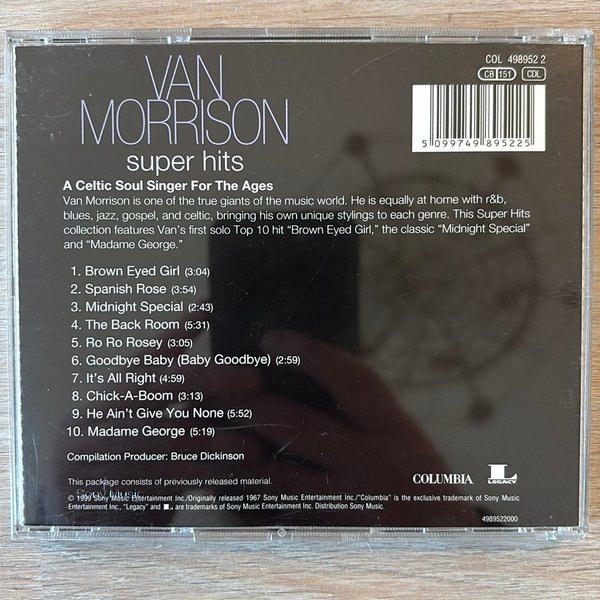 VAN
MORRISON
super hits
COL 498952 2
CB 151 CDL
5 099749 895225
A Celtic Soul Singer For The Ages
Van Morrison is one of the true giants of the music world. He is equally at home with r&b,
blues, jazz, gospel, and celtic, bringing his own unique stylings to each genre. This Super Hits
collection features Van's first solo Top 10 hit "Brown Eyed Girl," the classic "Midnight Special"
and "Madame George."
1. Brown Eyed Girl (3:04)
2. Spanish Rose (3:54)
3. Midnight Special (2:43)
4. The Back Room (5:31)
5. Ro Ro Rosey (3:05)
6. Goodbye Baby (Baby Goodbye) (2:59)
7. It's All Right (4:59)
8. Chick-A-Boom (3:13)
9. He Ain't Give You None (5:52)
10. Madame George (5:19)
Compilation Producer: Bruce Dickinson
This package consists of previously released material.
COLUMBIA
L
LEGACY
Sony Music
© 1999 Sony Music Entertainment Inc./Originally released 1967 Sony Music Entertainment Inc./"Columbia" is the exclusive trademark of Sony Music
Entertainment Inc., "Legacy" and L are trademarks of Sony Music Entertainment Inc. Distribution Sony Music.
4989522000